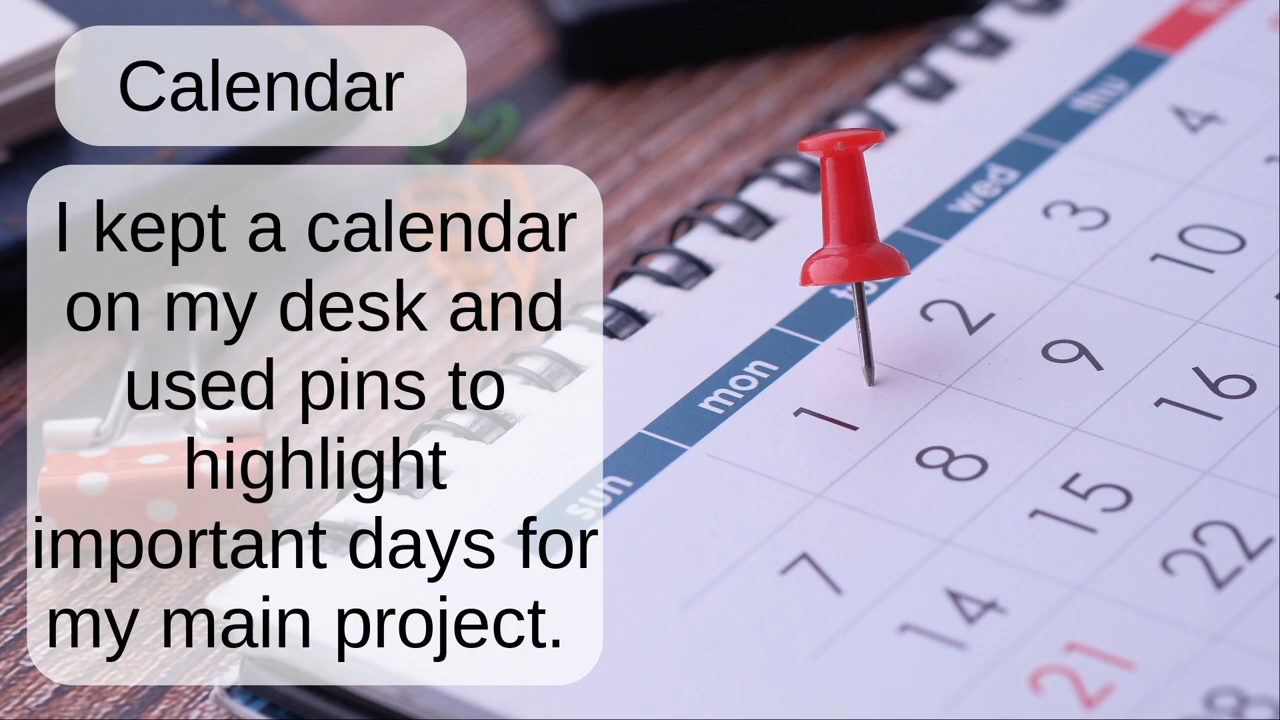 Calendar
I kept a calendar
on my desk and
used pins to
highlight
important days for
my main project.
sun
mon
wed
thu
1
2
3
4
7
8
9
10
14
15
16
21
22